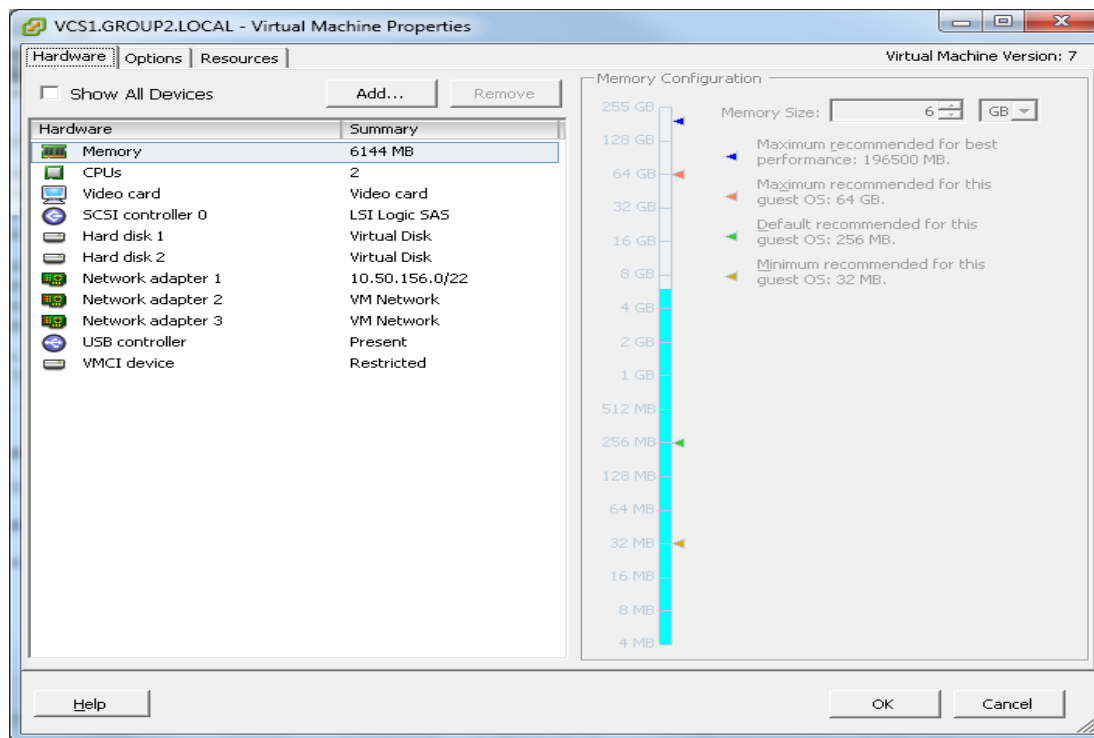 VCS1.GROUP2.LOCAL - Virtual Machine Properties
Hardware Options Resources
Virtual Machine Version: 7
Show All Devices
Add...
Remove
Hardware Summary
Memory 6144 MB
CPUs 2
Video card Video card
SCSI controller 0 LSI Logic SAS
Hard disk 1 Virtual Disk
Hard disk 2 Virtual Disk
Network adapter 1 10.50.156.0/22
Network adapter 2 VM Network
Network adapter 3 VM Network
USB controller Present
VMCI device Restricted
Memory Configuration
255 GB
128 GB
64 GB
32 GB
16 GB
8 GB
4 GB
2 GB
1 GB
512 MB
256 MB
128 MB
64 MB
32 MB
16 MB
8 MB
4 MB
Memory Size: 6 GB
Maximum recommended for best
performance: 196500 MB.
Maximum recommended for this
guest OS: 64 GB.
Default recommended for this
guest OS: 256 MB.
Minimum recommended for this
guest OS: 32 MB.
Help
OK
Cancel